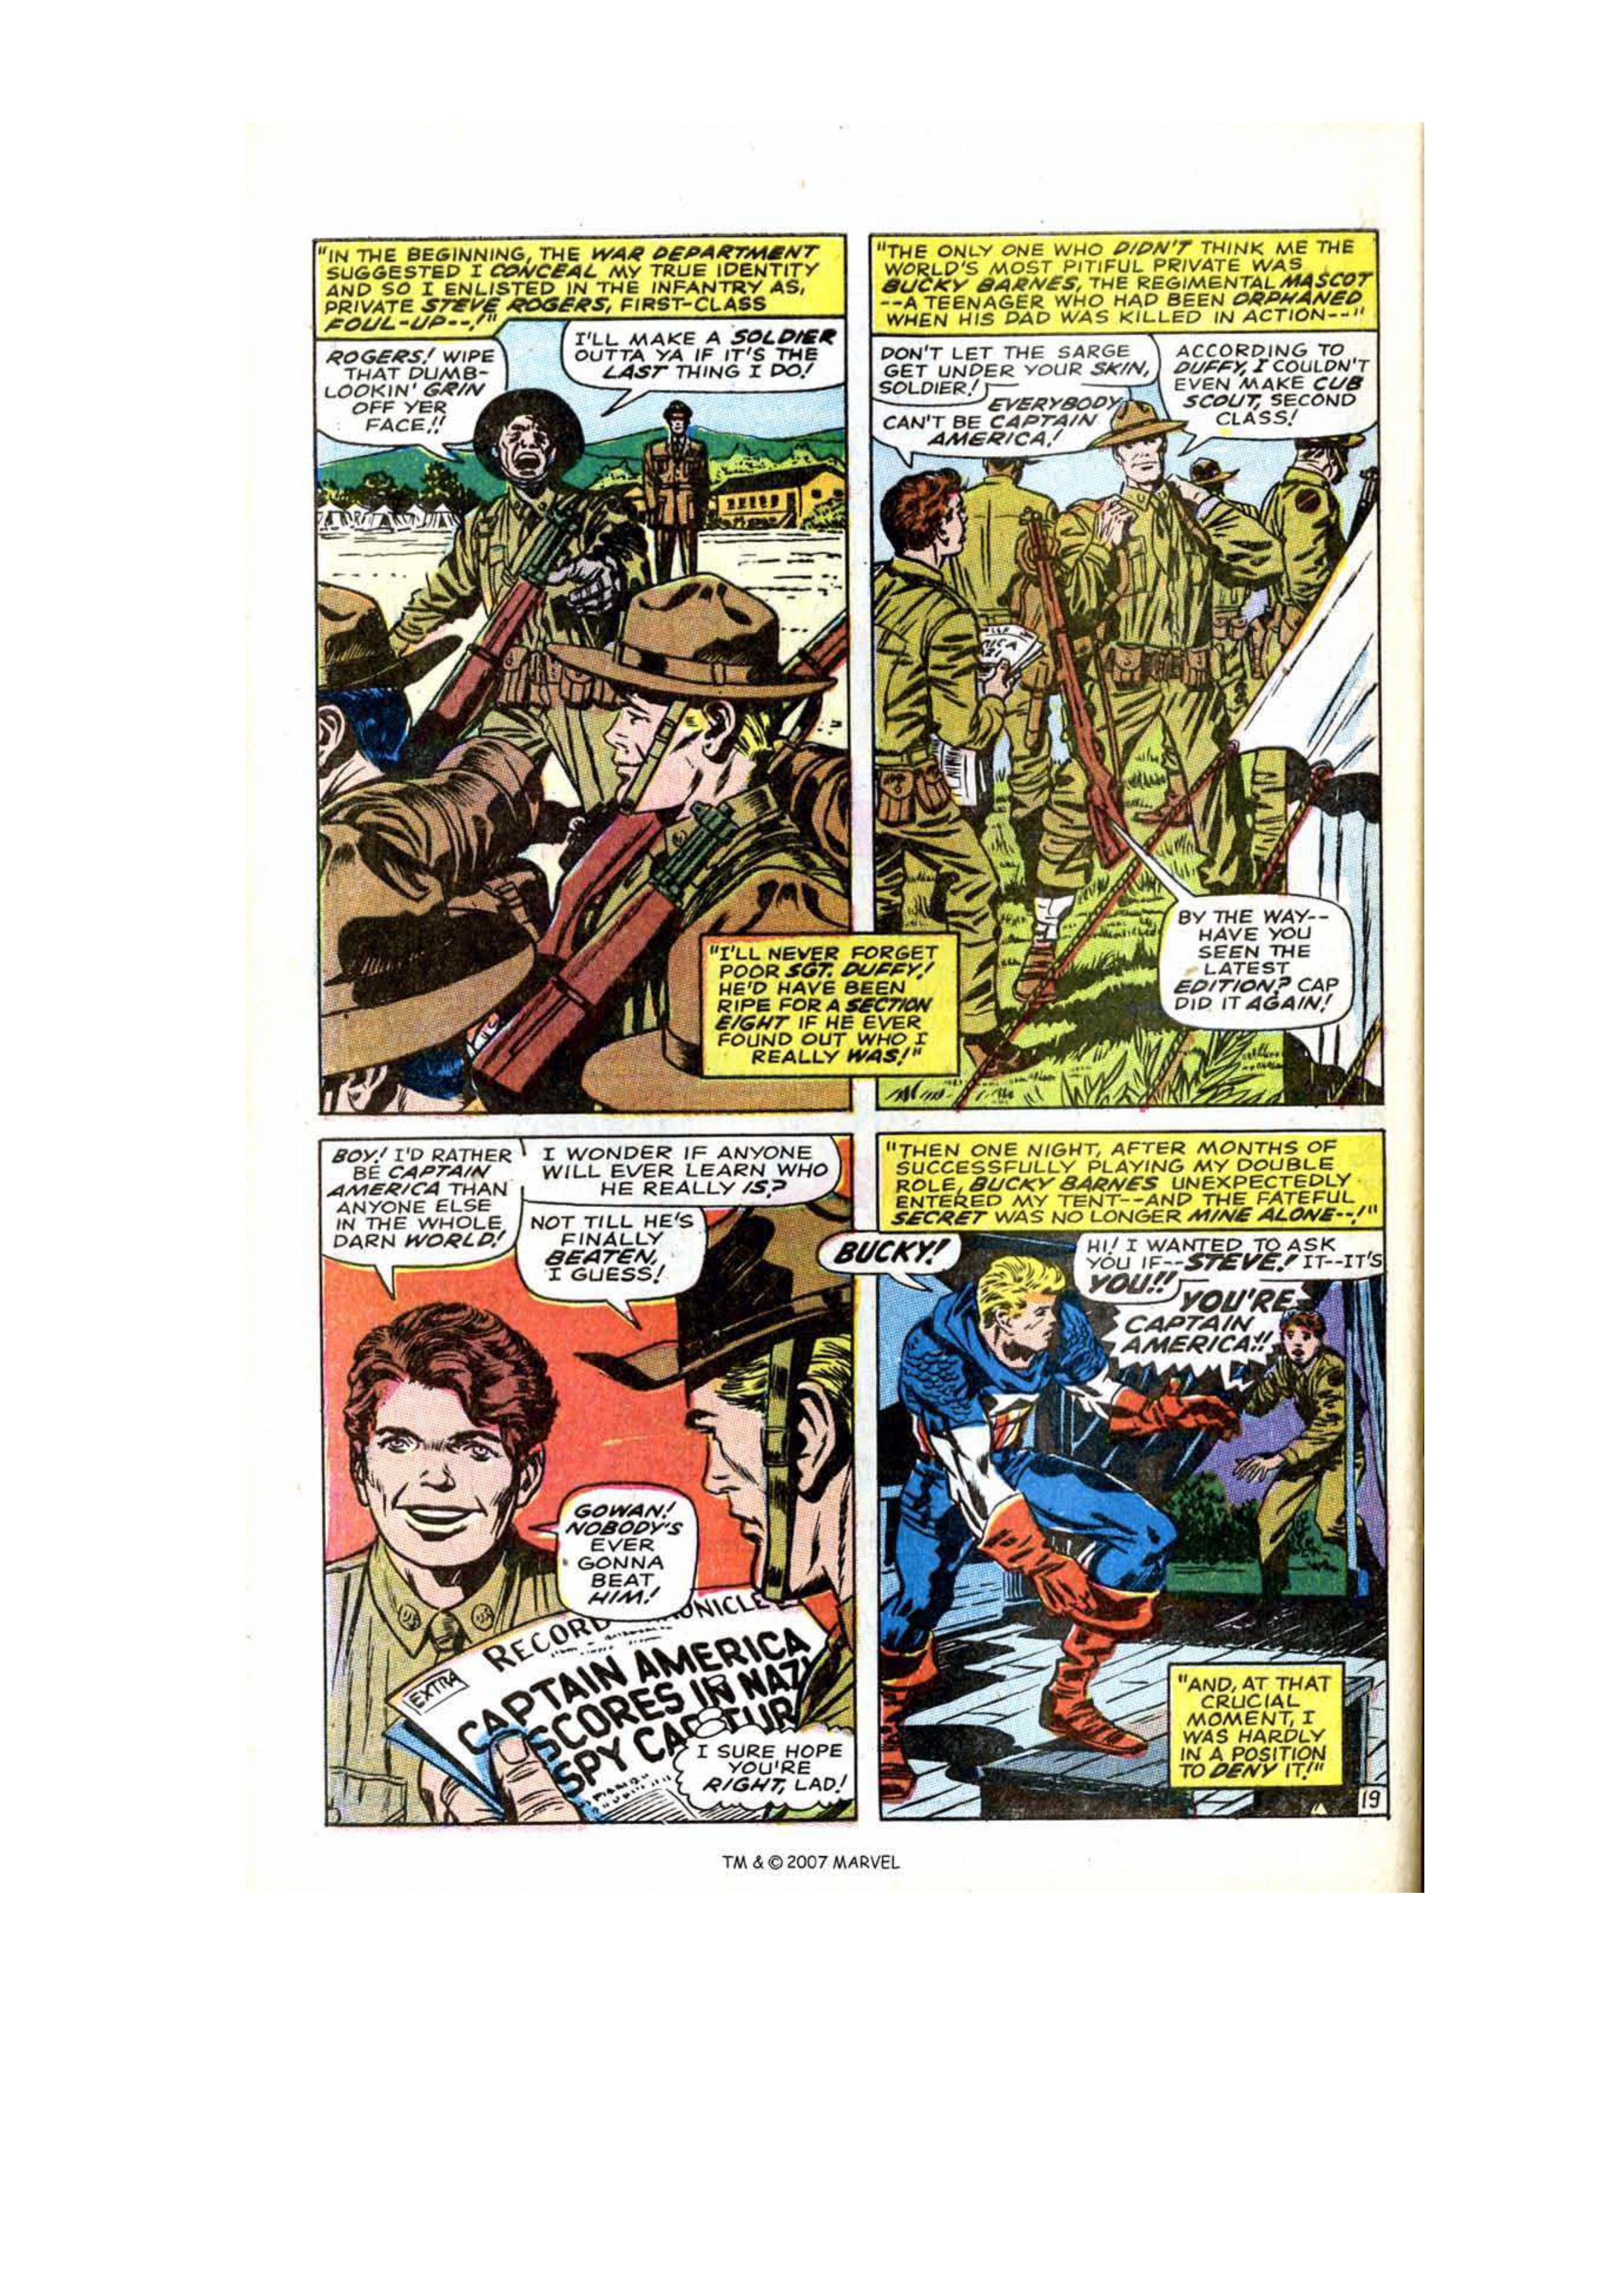 "IN THE BEGINNING, THE WAR DEPARTMENT
SUGGESTED I CONCEAL MY TRUE IDENTITY
AND SO I ENLISTED IN THE INFANTRY AS,
PRIVATE STEVE ROGERS, FIRST-CLASS
FOUL-UP--!"
ROGERS! WIPE
THAT DUMB-
LOOKIN' GRIN
OFF YER
FACE!!
I'LL MAKE A SOLDIER
OUTTA YA IF IT'S THE
LAST THING I DO!
"I'LL NEVER FORGET
POOR SGT. DUFFY!
HE'D HAVE BEEN
RIPE FOR A SECTION
EIGHT IF HE EVER
FOUND OUT WHO I
REALLY WAS!"
"THE ONLY ONE WHO DIDN'T THINK ME THE
WORLD'S MOST PITIFUL PRIVATE WAS
BUCKY BARNES, THE REGIMENTAL MASCOT
--A TEENAGER WHO HAD BEEN ORPHANED
WHEN HIS DAD WAS KILLED IN ACTION--"
DON'T LET THE SARGE
GET UNDER YOUR SKIN,
SOLDIER!
EVERYBODY
CAN'T BE CAPTAIN
AMERICA!
ACCORDING TO
DUFFY, I COULDN'T
EVEN MAKE CUB
SCOUT, SECOND
CLASS!
BY THE WAY--
HAVE YOU
SEEN THE
LATEST
EDITION? CAP
DID IT AGAIN!
BOY! I'D RATHER
BE CAPTAIN
AMERICA THAN
ANYONE ELSE
IN THE WHOLE
DARN WORLD!
I WONDER IF ANYONE
WILL EVER LEARN WHO
HE REALLY IS?
NOT TILL HE'S
FINALLY
BEATEN,
I GUESS!
GOWAN!
NOBODY'S
EVER
GONNA
BEAT
HIM!
RECORD
EXTRA
CAPTAIN AMERICA
SCORES IN NAZI
SPY CAPTUR
I SURE HOPE
YOU'RE
RIGHT, LAD!
"THEN ONE NIGHT, AFTER MONTHS OF
SUCCESSFULLY PLAYING MY DOUBLE
ROLE, BUCKY BARNES UNEXPECTEDLY
ENTERED MY TENT--AND THE FATEFUL
SECRET WAS NO LONGER MINE ALONE--!"
BUCKY!
HI! I WANTED TO ASK
YOU IF--STEVE! IT--IT'S
YOU!!
YOU'RE
CAPTAIN
AMERICA!!
"AND, AT THAT
CRUCIAL
MOMENT, I
WAS HARDLY
IN A POSITION
TO DENY IT!"
19
TM & © 2007 MARVEL